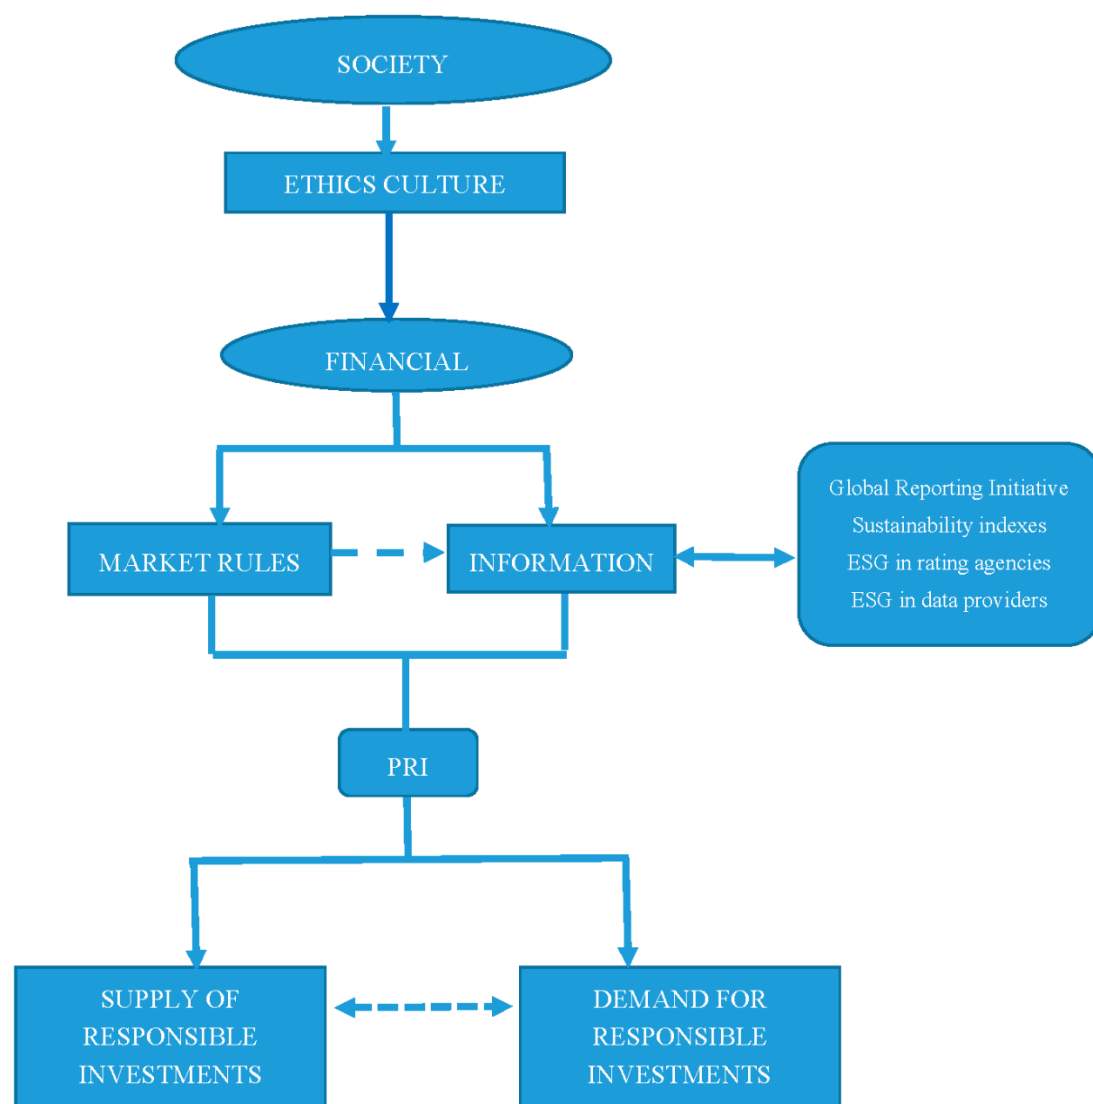 SOCIETY
ETHICS CULTURE
FINANCIAL
MARKET RULES
INFORMATION
Global Reporting Initiative
Sustainability indexes
ESG in rating agencies
ESG in data providers
PRI
SUPPLY OF
RESPONSIBLE
INVESTMENTS
DEMAND FOR
RESPONSIBLE
INVESTMENTS